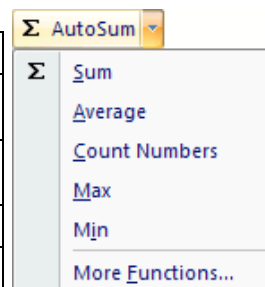 Σ AutoSum
Σ Sum
Average
Count Numbers
Max
Min
More Functions...